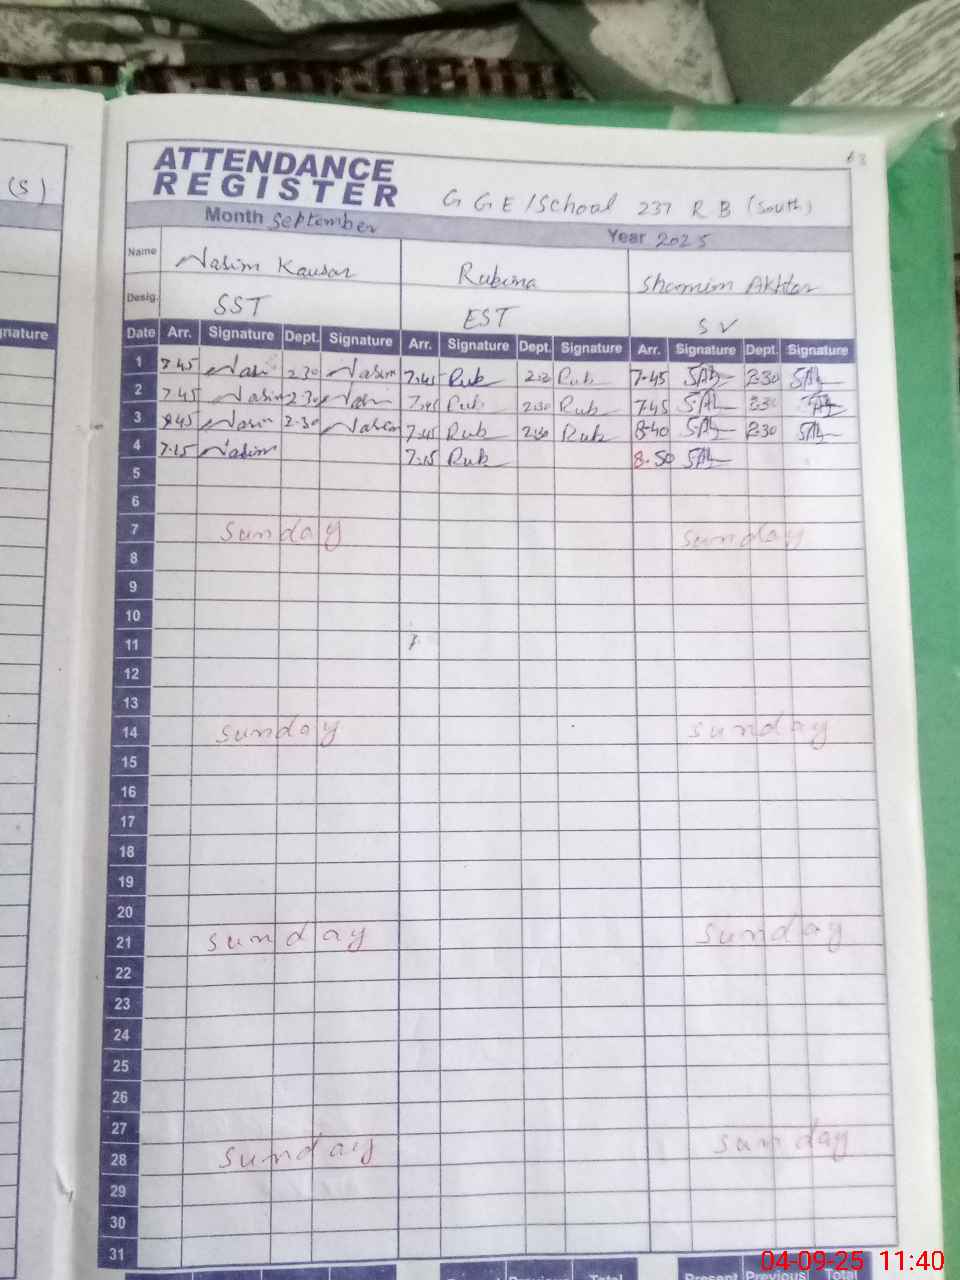 (S)
63
ATTENDANCE
REGISTER
G G E /School 237 R B (South)
Month September
Year 2025
Name Nasim Kausar Rubina Shamim Akhtar
Desig. SST EST SV
nature
Date Arr. Signature Dept. Signature Arr. Signature Dept. Signature Arr. Signature Dept. Signature
1 7.45 Nasim 2.30 Nasim 7.45 Rub 2.30 Rub 7.45 2.30
2 7.45 Nasim 2.30 Nasim 7.45 Rub 2.30 Rub 7.45 2.30
3 Nasim 2.30 Nasim 7.45 Rub 2.30 Rub 8.40 2.30
4 7.15 Nasim 7.15 Rub 8.50
5
6
7 Sunday Sunday
8
9
10
11
12
13
14 Sunday Sunday
15
16
17
18
19
20
21 Sunday Sunday
22
23
24
25
26
27
28 Sunday Sunday
29
30
31
Previous Total Present Previous Total
04-09-25 11:40